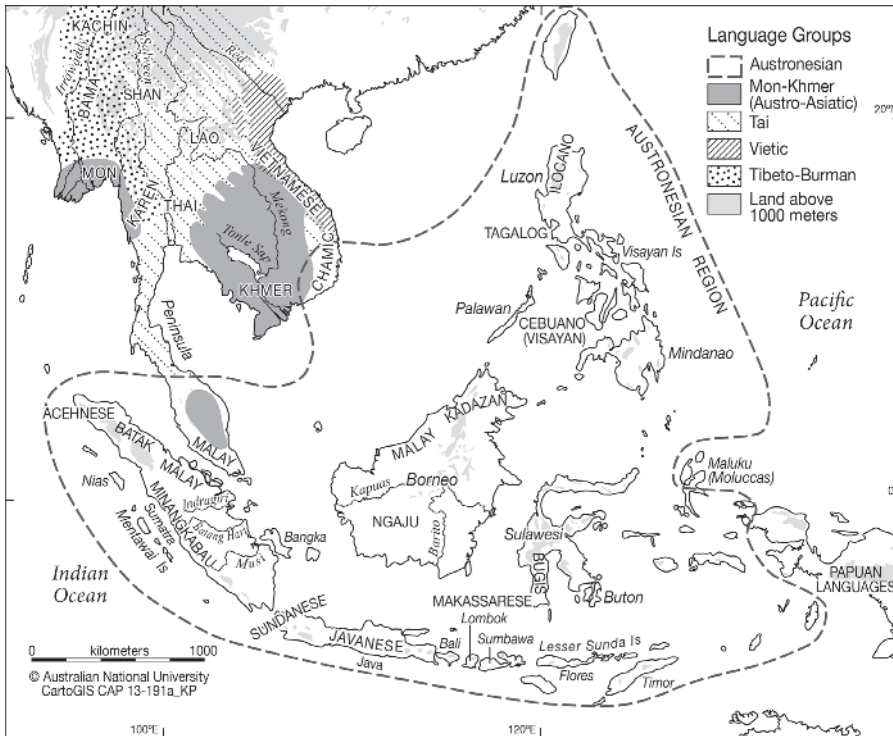 Language Groups
Austronesian
Mon-Khmer
(Austro-Asiatic)
Tai
Vietic
Tibeto-Burman
Land above
1000 meters
20°N
KACHIN
Irrawaddy
Salween
Red
BAMA
SHAN
LAO
MON
KAREN
THAI
VIETNAMESE
Mekong
Tonle Sap
CHAMIC
KHMER
Peninsula
AUSTRONESIAN REGION
Luzon
ILOCANO
TAGALOG
Visayan Is
Palawan
CEBUANO
(VISAYAN)
Mindanao
Pacific
Ocean
ACEHNESE
BATAK
MALAY
MALAY
Nias
MINANGKABAU
Sumatra
Mentawai Is
Indragiri
Batang Hari
Musi
Bangka
MALAY
KADAZAN
Kapuas
Borneo
NGAJU
Barito
Sulawesi
BUGIS
Buton
Maluku
(Moluccas)
0°
PAPUAN
LANGUAGES
Indian
Ocean
SUNDANESE
JAVANESE
Java
MAKASSARESE
Bali
Lombok
Sumbawa
Lesser Sunda Is
Flores
Timor
0 kilometers 1000
© Australian National University
CartoGIS CAP 13-191a_KP
100°E
120°E